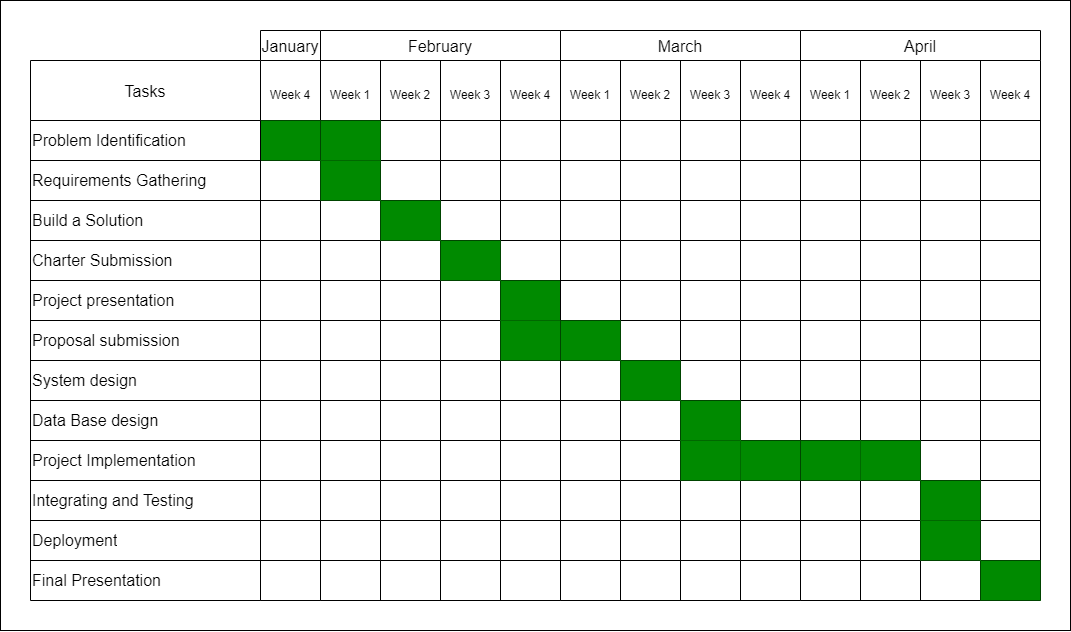 January February March April
Tasks Week 4 Week 1 Week 2 Week 3 Week 4 Week 1 Week 2 Week 3 Week 4 Week 1 Week 2 Week 3 Week 4
Problem Identification
Requirements Gathering
Build a Solution
Charter Submission
Project presentation
Proposal submission
System design
Data Base design
Project Implementation
Integrating and Testing
Deployment
Final Presentation